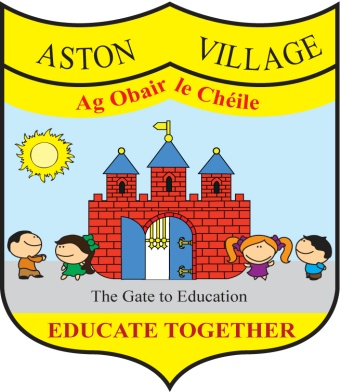 ASTON VILLAGE
Ag Obair le Chéile
The Gate to Education
EDUCATE TOGETHER